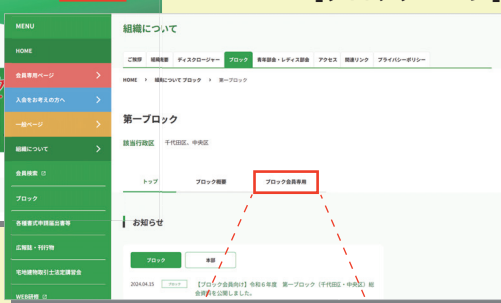 MENU
HOME
会員専用ページ
入会をお考えの方へ
一般ページ
組織について
会員検索
ブロック
各種書式申請届出書等
広報誌・刊行物
宅地建物取引士法定講習会
WEB研修
組織について
ご挨拶 組織概要 ディスクロージャー ブロック 青年部会・レディス部会 アクセス 関連リンク プライバシーポリシー
HOME › 組織について ブロック › 第一ブロック
第一ブロック
該当行政区 千代田区、中央区
トップ ブロック概要 ブロック会員専用
お知らせ
ブロック 本部
2024.04.15 ブロック 【ブロック会員向け】令和6年度 第一ブロック(千代田区・中央区)総
会資料を公開しました。